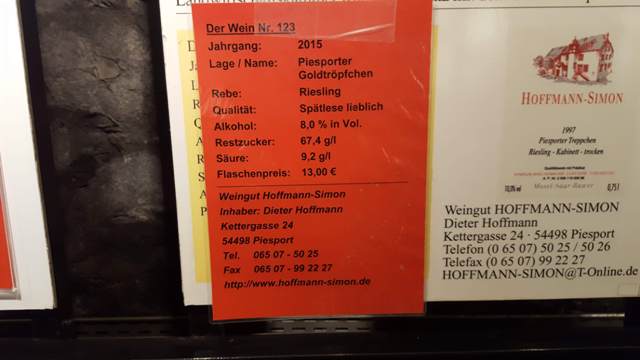 Der Wein Nr. 123
Jahrgang: 2015
Lage / Name: Piesporter
Goldtröpfchen
Rebe: Riesling
Qualität: Spätlese lieblich
Alkohol: 8,0 % in Vol.
Restzucker: 67,4 g/l
Säure: 9,2 g/l
Flaschenpreis: 13,00 €
Weingut Hoffmann-Simon
Inhaber: Dieter Hoffmann
Kettergasse 24
54498 Piesport
Tel. 065 07 - 50 25
Fax 065 07 - 99 22 27
http://www.hoffmann-simon.de
HOFFMANN-SIMON
1997
Piesporter Treppchen
Riesling - Kabinett - trocken
10,0% Mosel-Saar-Ruwer 0,75 l
Weingut HOFFMANN-SIMON
Dieter Hoffmann
Kettergasse 24 · 54498 Piesport
Telefon (0 65 07) 50 25 / 50 26
Telefax (0 65 07) 99 22 27
HOFFMANN-SIMON@T-Online.de